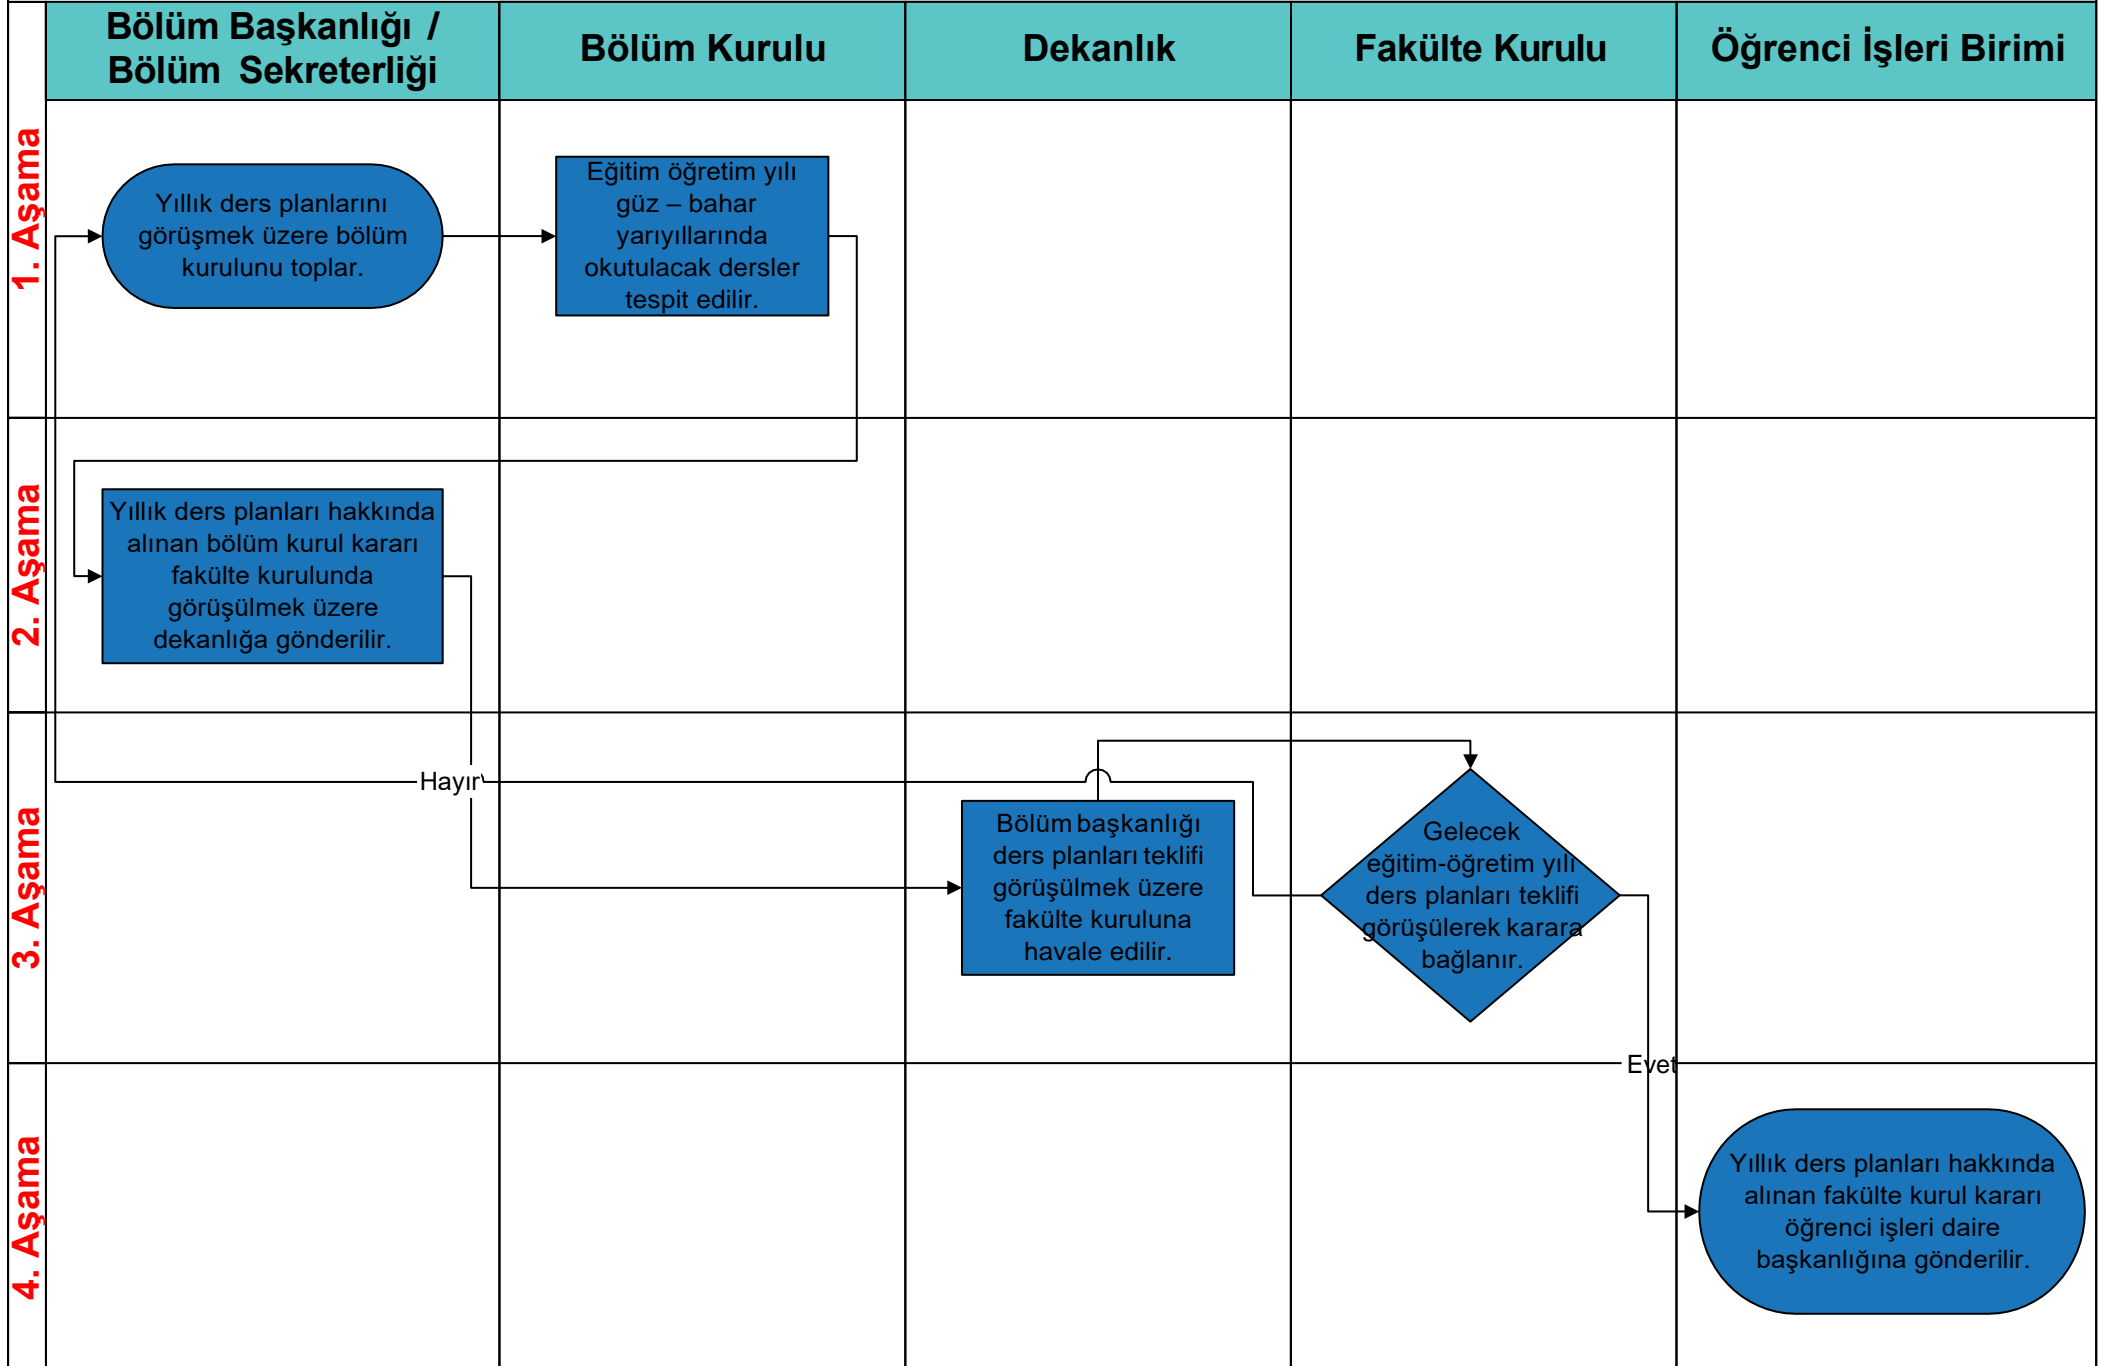 Bölüm Başkanlığı /
Bölüm Sekreterliği
Bölüm Kurulu
Dekanlık
Fakülte Kurulu
Öğrenci İşleri Birimi
1. Aşama
Yıllık ders planlarını
görüşmek üzere bölüm
kurulunu toplar.
Eğitim öğretim yılı
güz – bahar
yarıyıllarında
okutulacak dersler
tespit edilir.
2. Aşama
Yıllık ders planları hakkında
alınan bölüm kurul kararı
fakülte kurulunda
görüşülmek üzere
dekanlığa gönderilir.
3. Aşama
Hayır
Bölüm başkanlığı
ders planları teklifi
görüşülmek üzere
fakülte kuruluna
havale edilir.
Gelecek
eğitim-öğretim yılı
ders planları teklifi
görüşülerek karara
bağlanır.
Evet
4. Aşama
Yıllık ders planları hakkında
alınan fakülte kurul kararı
öğrenci işleri daire
başkanlığına gönderilir.